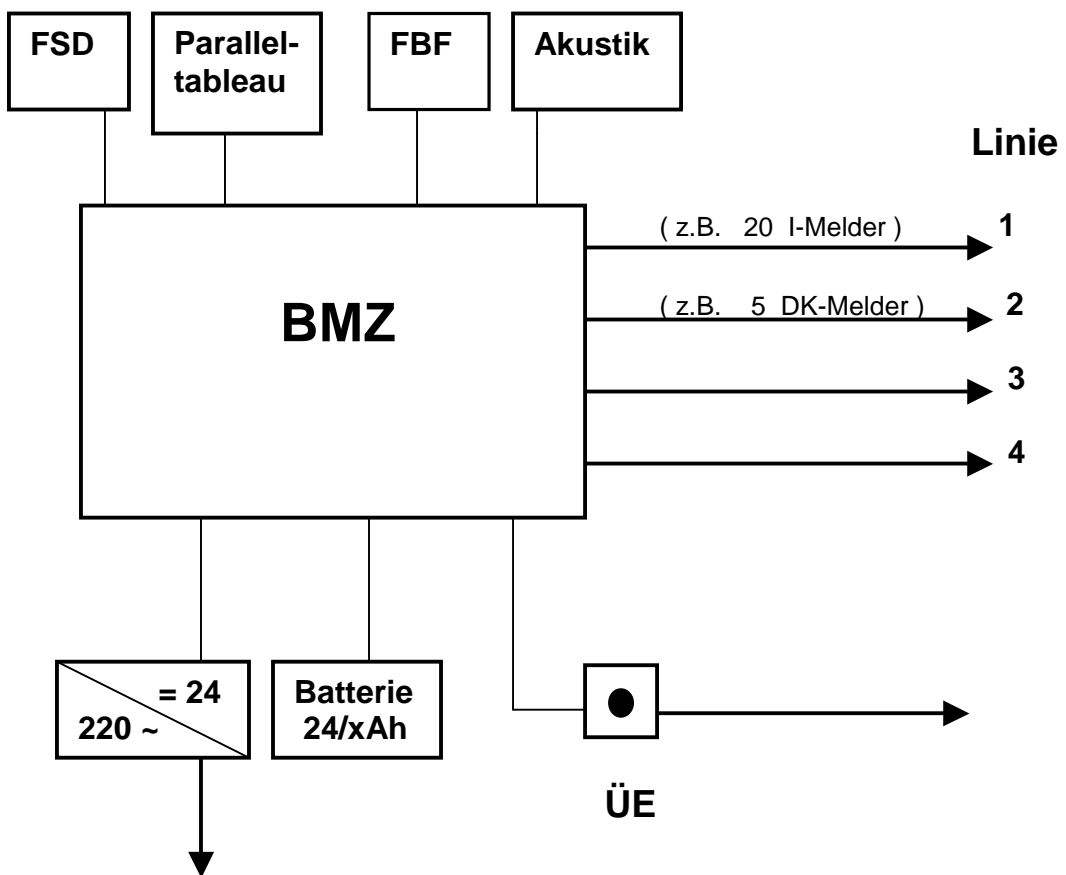 FSD
Parallel-
tableau
FBF
Akustik
Linie
( z.B. 20 I-Melder )
1
BMZ
( z.B. 5 DK-Melder )
2
3
4
= 24
220 ~
Batterie
24/xAh
ÜE